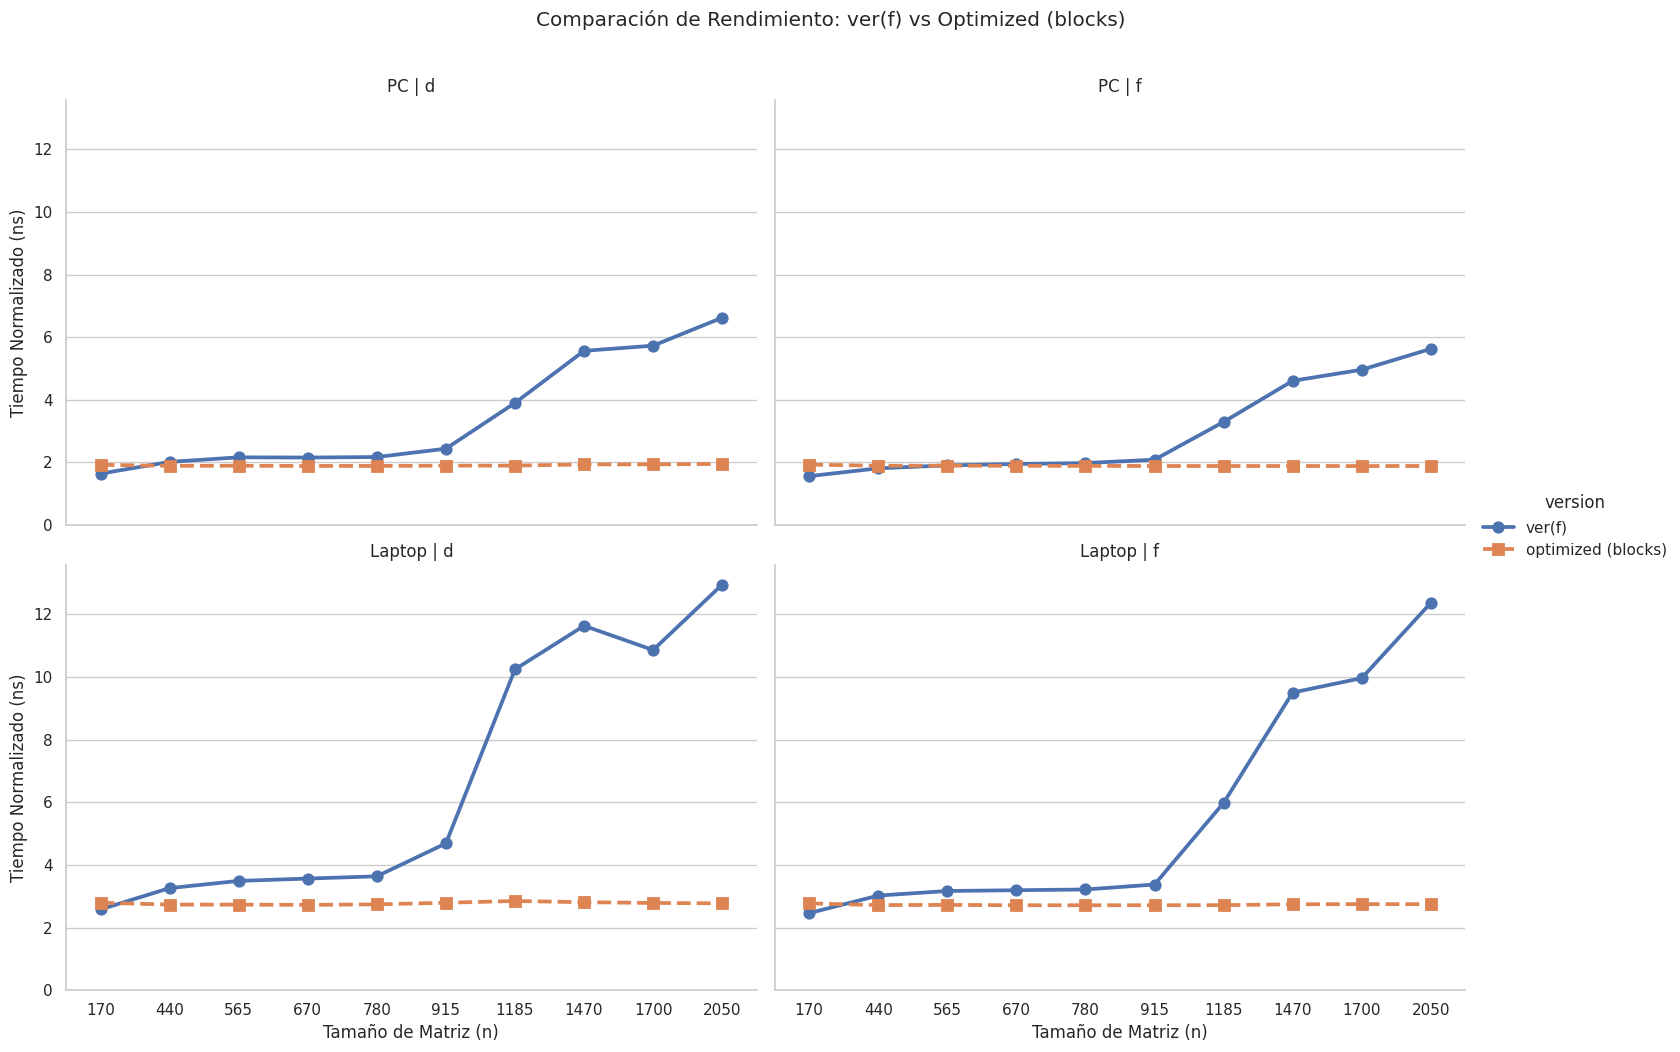 Comparación de Rendimiento: ver(f) vs Optimized (blocks)
PC | d
PC | f
Tiempo Normalizado (ns)
12
10
8
6
4
2
0
version
ver(f)
optimized (blocks)
Laptop | d
Laptop | f
Tiempo Normalizado (ns)
12
10
8
6
4
2
0
170 440 565 670 780 915 1185 1470 1700 2050
170 440 565 670 780 915 1185 1470 1700 2050
Tamaño de Matriz (n)
Tamaño de Matriz (n)